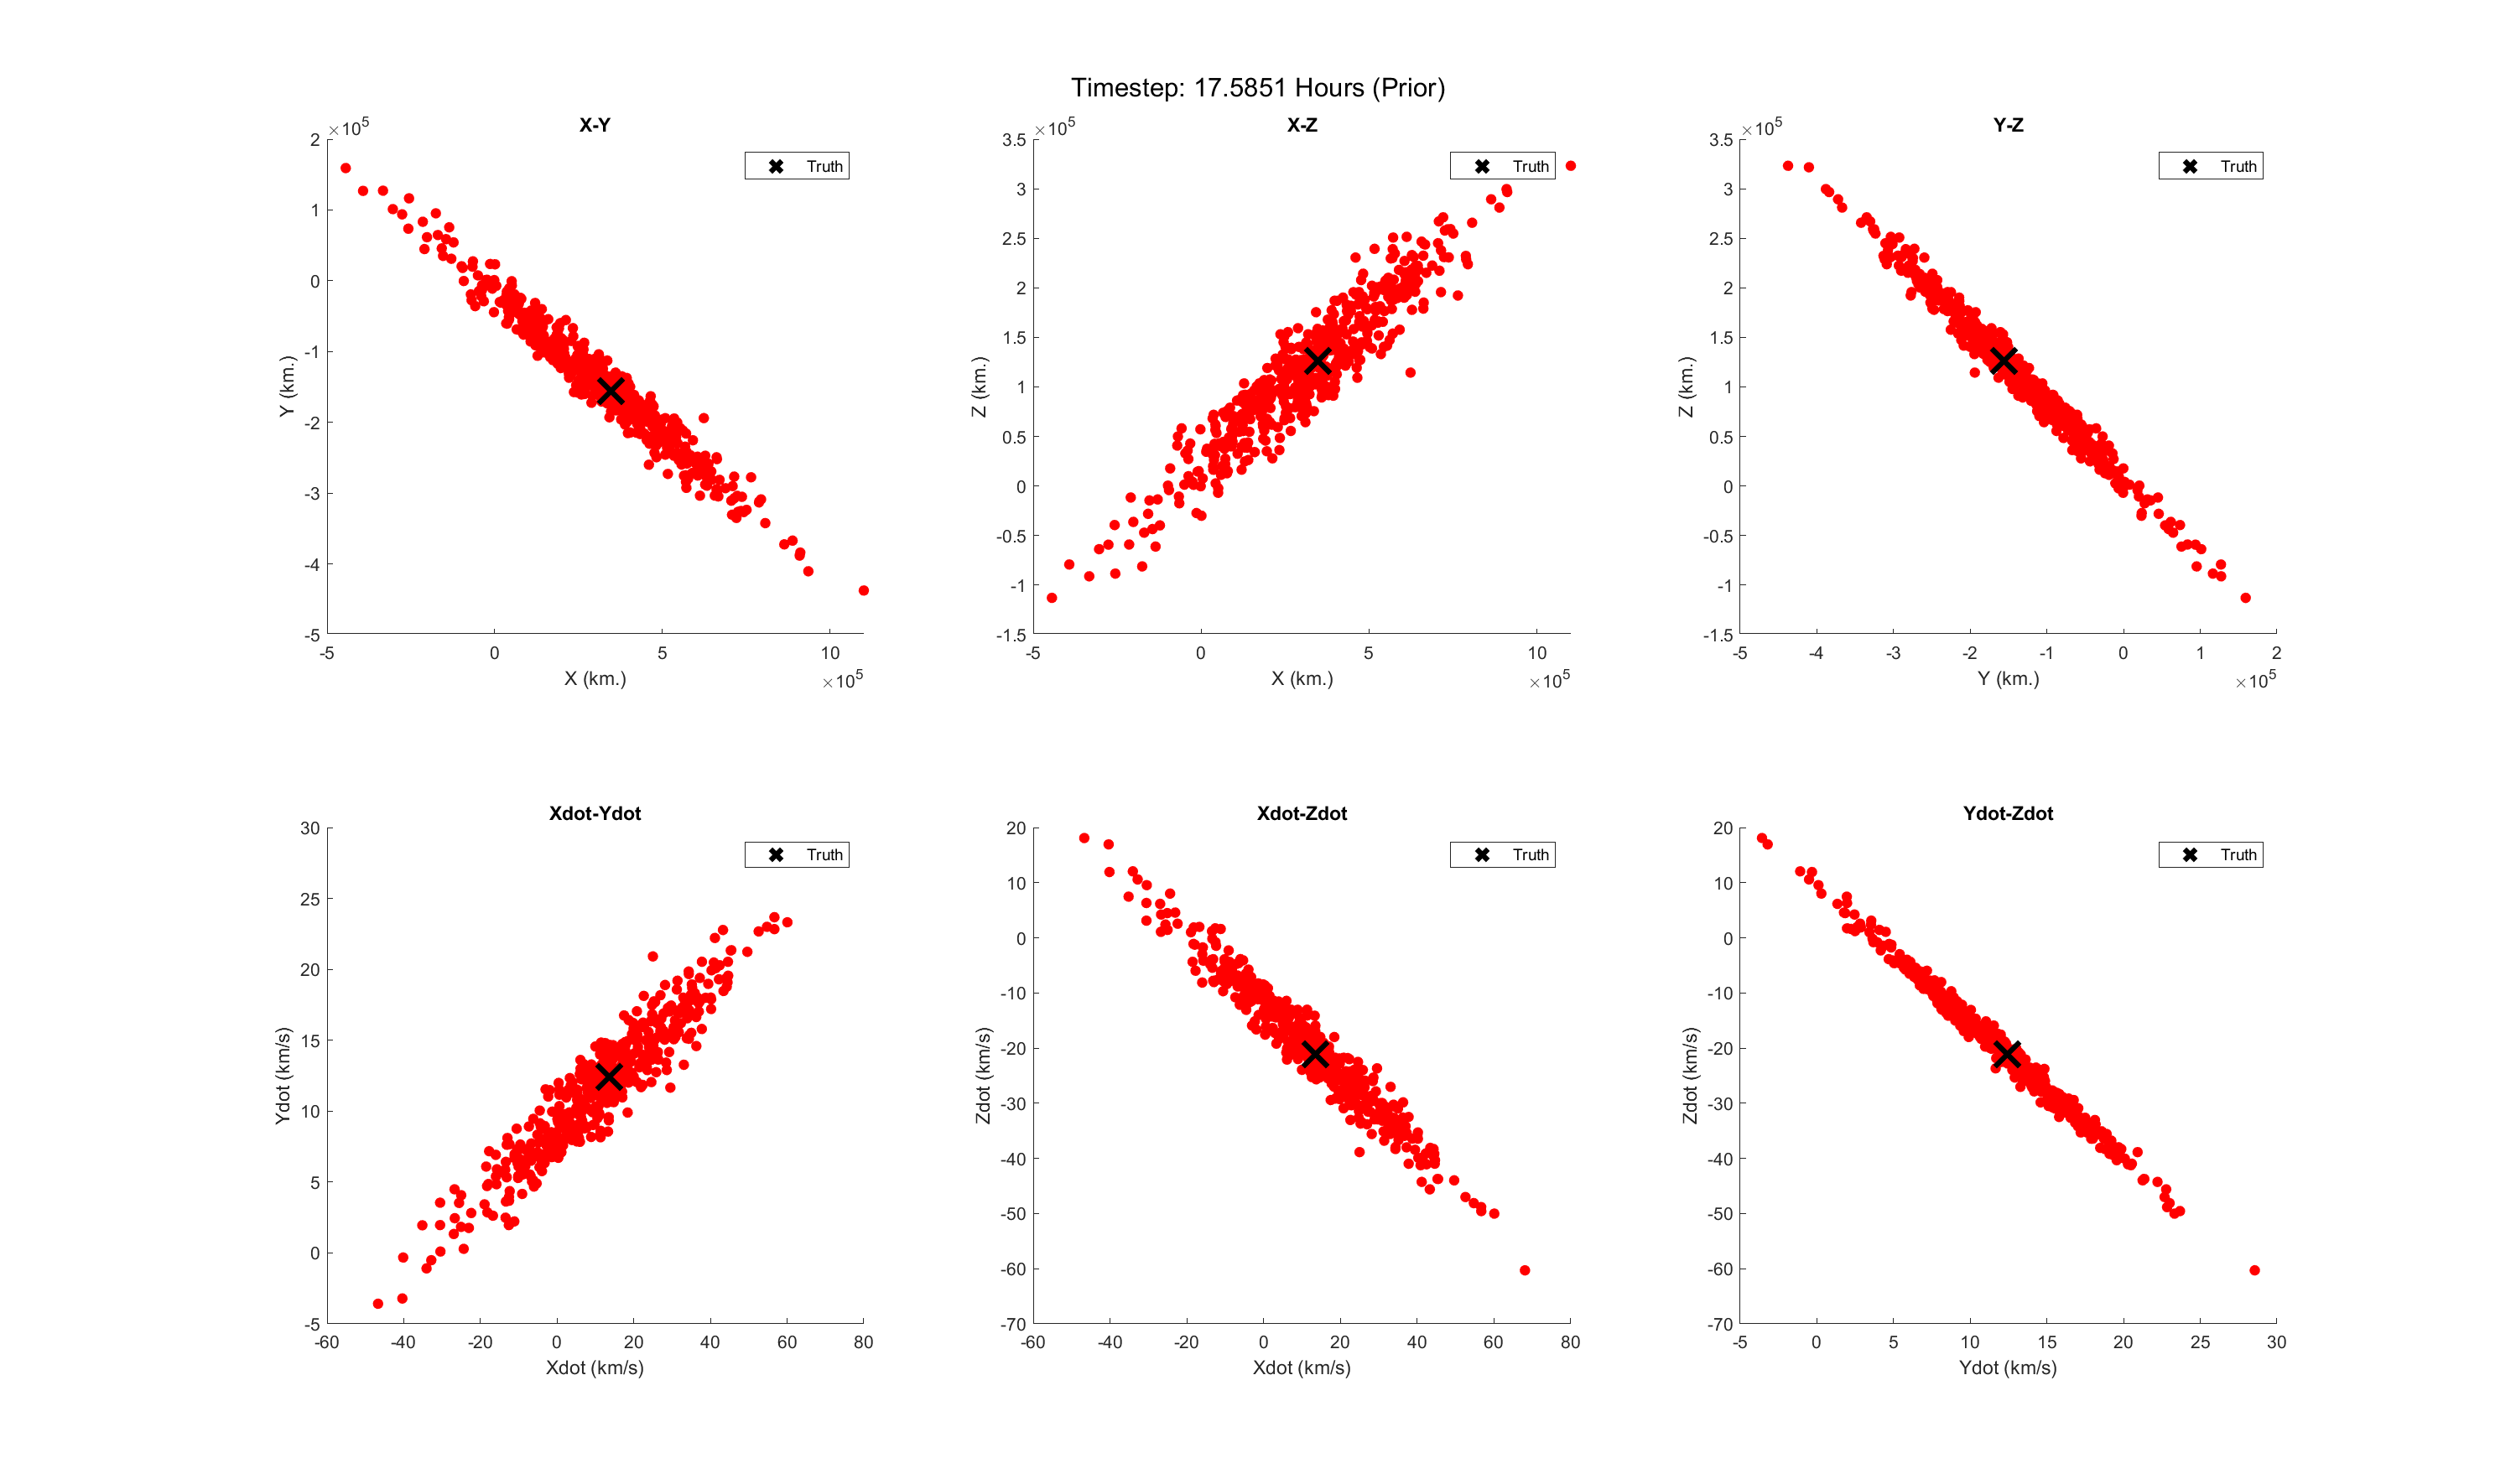 Timestep: 17.5851 Hours (Prior)
X-Y
×10^5
2
1
0
-1
-2
-3
-4
-5
Y (km.)
Truth
-5 0 5 10
X (km.)
×10^5
X-Z
×10^5
3.5
3
2.5
2
1.5
1
0.5
0
-0.5
-1
-1.5
Z (km.)
Truth
-5 0 5 10
X (km.)
×10^5
Y-Z
×10^5
3.5
3
2.5
2
1.5
1
0.5
0
-0.5
-1
-1.5
Z (km.)
Truth
-5 -4 -3 -2 -1 0 1 2
Y (km.)
×10^5
Xdot-Ydot
30
25
20
15
10
5
0
-5
Ydot (km/s)
Truth
-60 -40 -20 0 20 40 60 80
Xdot (km/s)
Xdot-Zdot
20
10
0
-10
-20
-30
-40
-50
-60
-70
Zdot (km/s)
Truth
-60 -40 -20 0 20 40 60 80
Xdot (km/s)
Ydot-Zdot
20
10
0
-10
-20
-30
-40
-50
-60
-70
Zdot (km/s)
Truth
-5 0 5 10 15 20 25 30
Ydot (km/s)